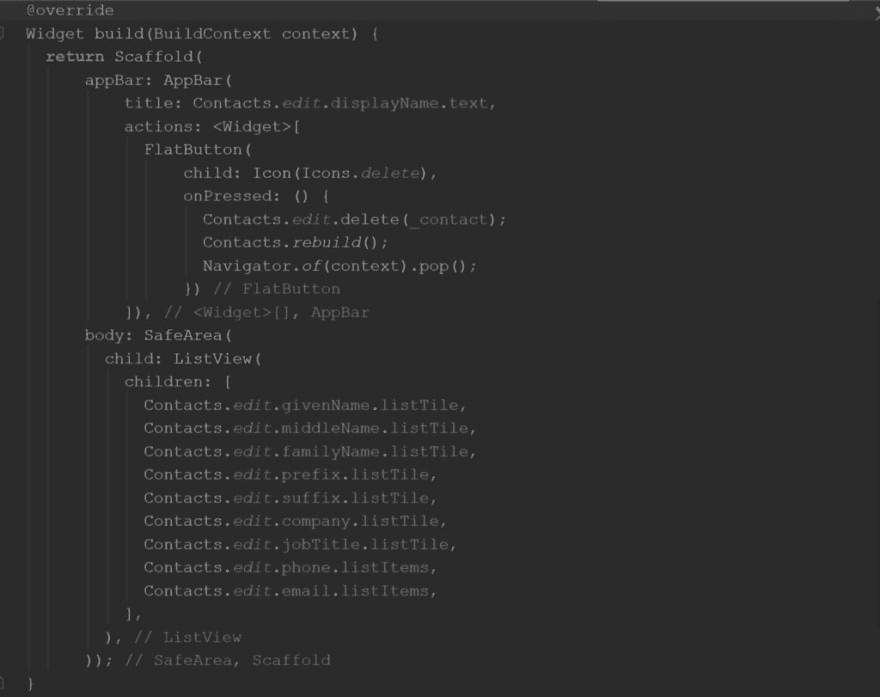 @override
Widget build(BuildContext context) {
return Scaffold(
appBar: AppBar(
title: Contacts.edit.displayName.text,
actions: <Widget>[
FlatButton(
child: Icon(Icons.delete),
onPressed: () {
Contacts.edit.delete(_contact);
Contacts.rebuild();
Navigator.of(context).pop();
}) // FlatButton
]), // <Widget>[], AppBar
body: SafeArea(
child: ListView(
children: [
Contacts.edit.givenName.listTile,
Contacts.edit.middleName.listTile,
Contacts.edit.familyName.listTile,
Contacts.edit.prefix.listTile,
Contacts.edit.suffix.listTile,
Contacts.edit.company.listTile,
Contacts.edit.jobTitle.listTile,
Contacts.edit.phone.listItems,
Contacts.edit.email.listItems,
],
), // ListView
)); // SafeArea, Scaffold
}